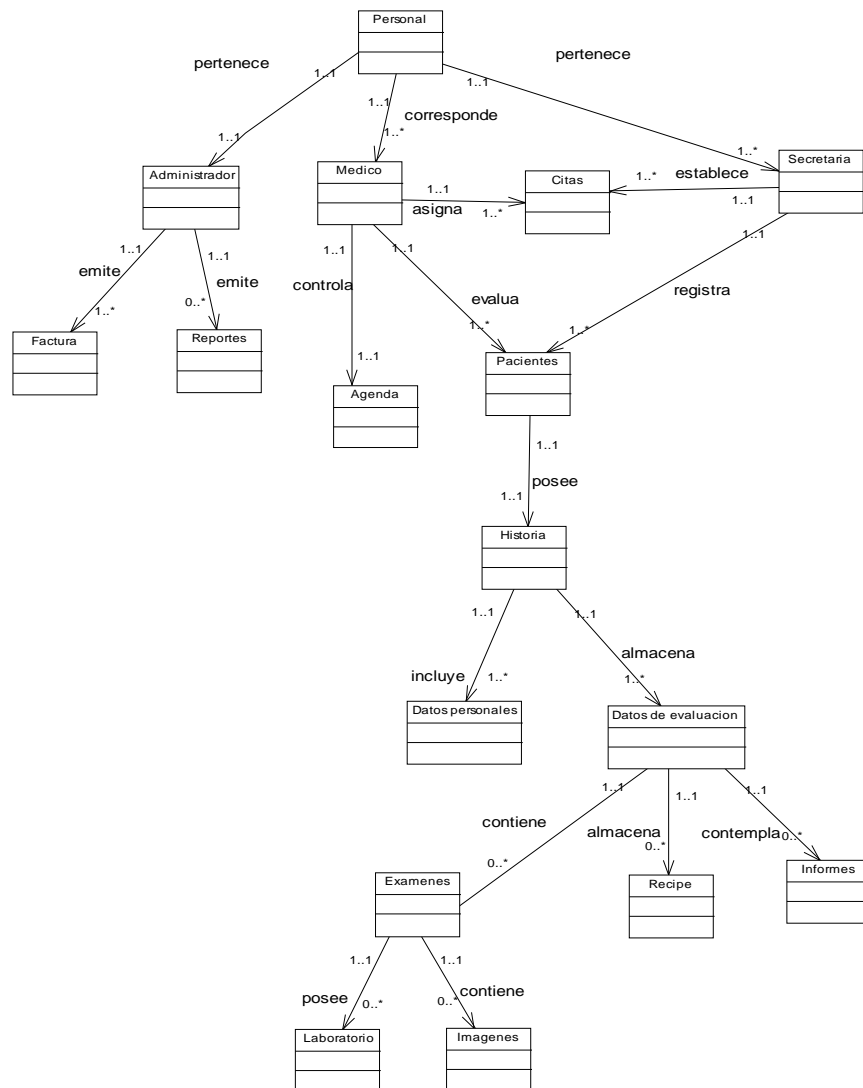 Personal
pertenece
pertenece
1..1
1..1
1..1
corresponde
1..1
1..*
1..*
Administrador
Medico
Citas
Secretaria
establece
1..*
1..1
1..1
asigna
1..*
1..1
1..1
1..1
1..1
1..1
1..1
emite
emite
controla
evalua
registra
1..*
0..*
1..*
1..*
Factura
Reportes
1..1
Pacientes
Agenda
1..1
posee
1..1
Historia
1..1
1..1
almacena
incluye
1..*
1..*
Datos personales
Datos de evaluacion
1..1
1..1
1..1
contiene
almacena
contempla
0..*
0..*
0..*
Examenes
Recipe
Informes
1..1
1..1
posee
0..*
0..*
contiene
Laboratorio
Imagenes